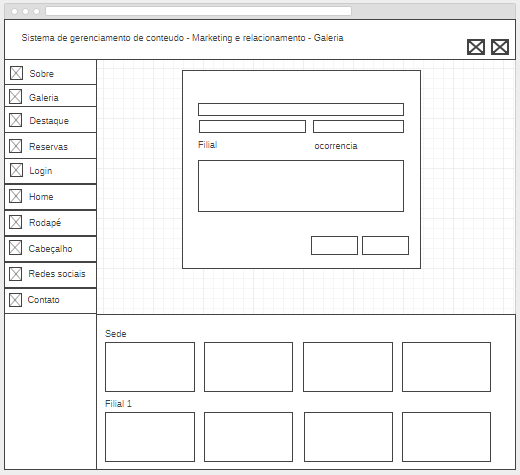 Sistema de gerenciamento de conteudo - Marketing e relacionamento - Galeria
Sobre
Galeria
Destaque
Reservas
Login
Home
Rodapé
Cabeçalho
Redes sociais
Contato
Filial
ocorrencia
Sede
Filial 1